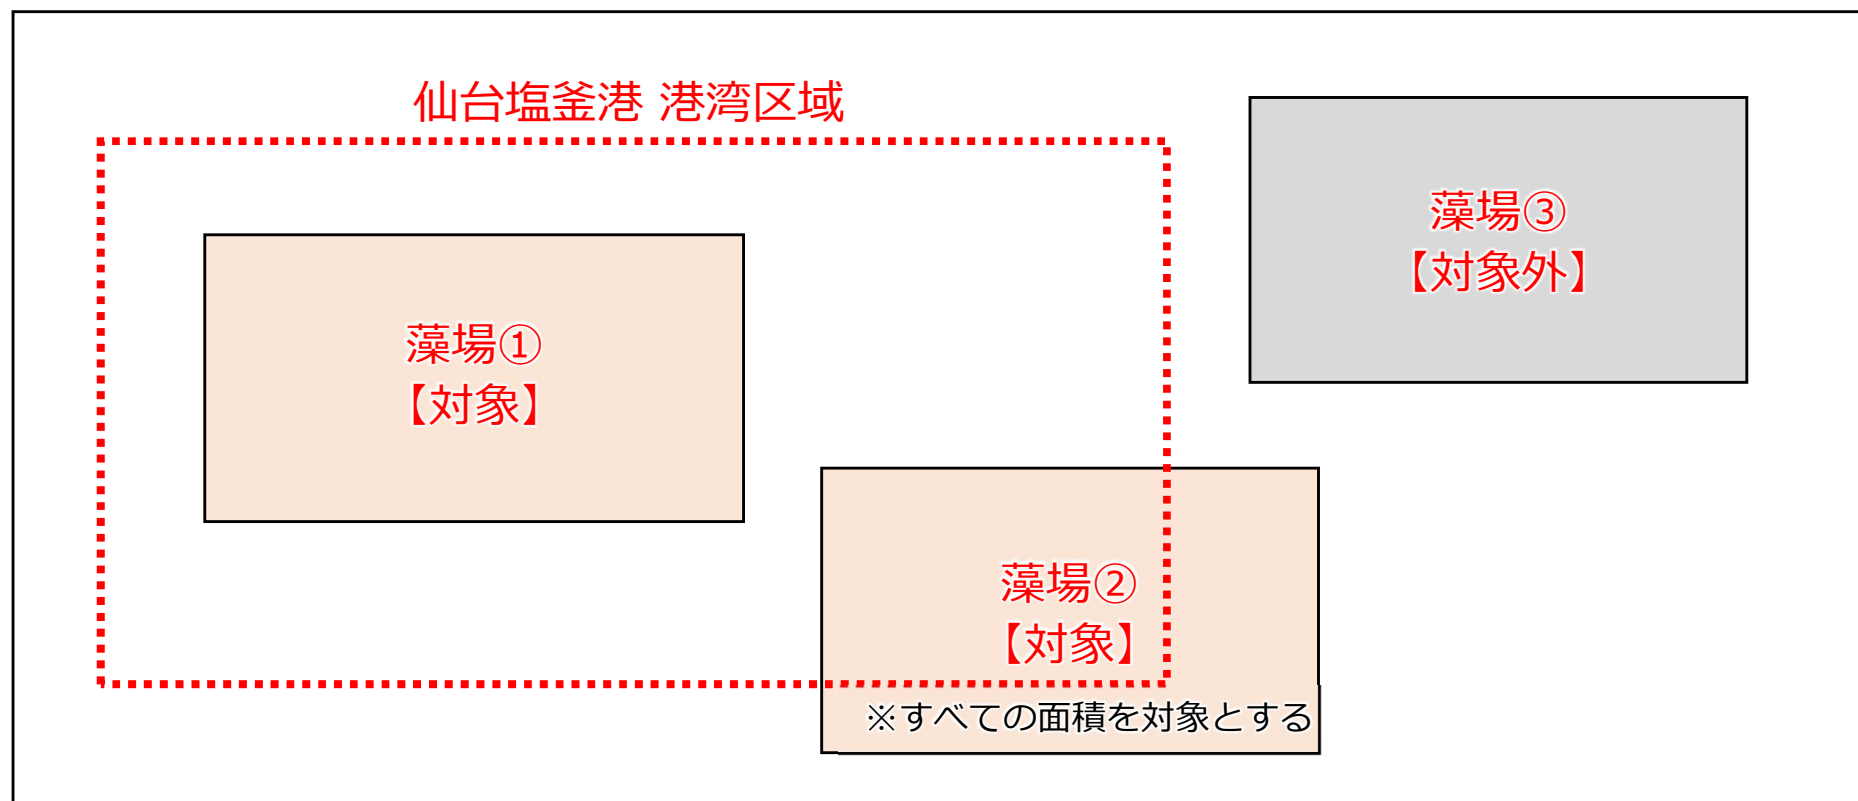 仙台塩釜港 港湾区域
藻場③
【対象外】
藻場①
【対象】
藻場②
【対象】
※すべての面積を対象とする